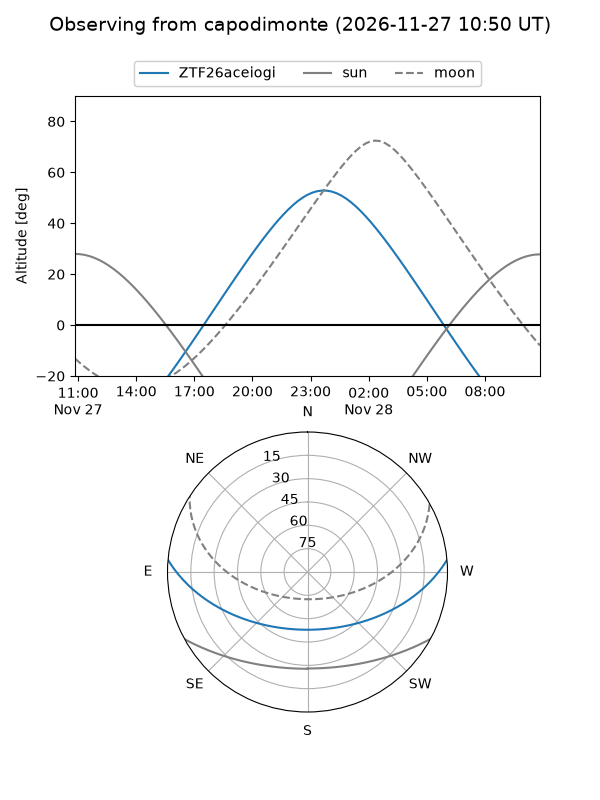 Observing from capodimonte (2026-11-27 10:50 UT)
ZTF26aceiogi sun moon
Altitude [deg]
80
60
40
20
0
−20
11:00 14:00 17:00 20:00 23:00 02:00 05:00 08:00
Nov 27 Nov 28
N
NE NW
15
30
45
60
75
E W
SE SW
S